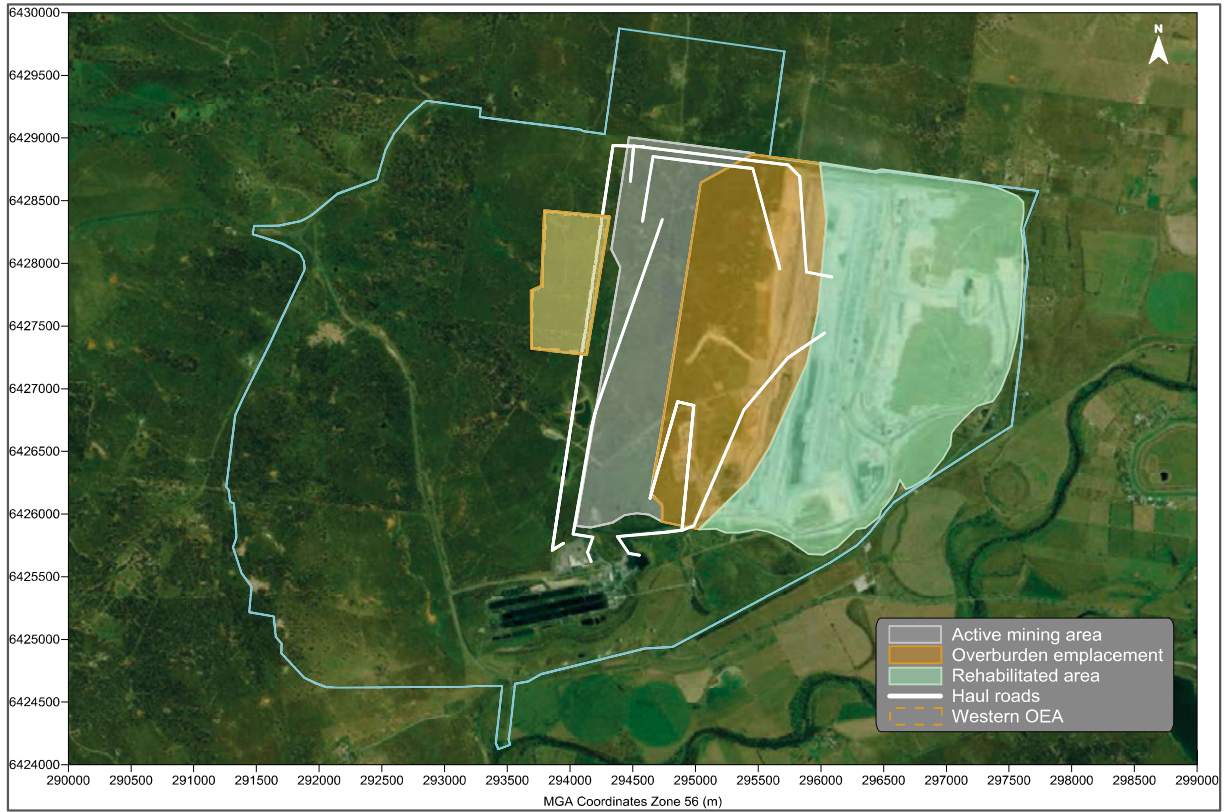 6430000
N
6429500
6429000
6428500
6428000
6427500
6427000
6426500
6426000
6425500
6425000
6424500
6424000
Active mining area
Overburden emplacement
Rehabilitated area
Haul roads
Western OEA
290000 290500 291000 291500 292000 292500 293000 293500 294000 294500 295000 295500 296000 296500 297000 297500 298000 298500 299000
MGA Coordinates Zone 56 (m)